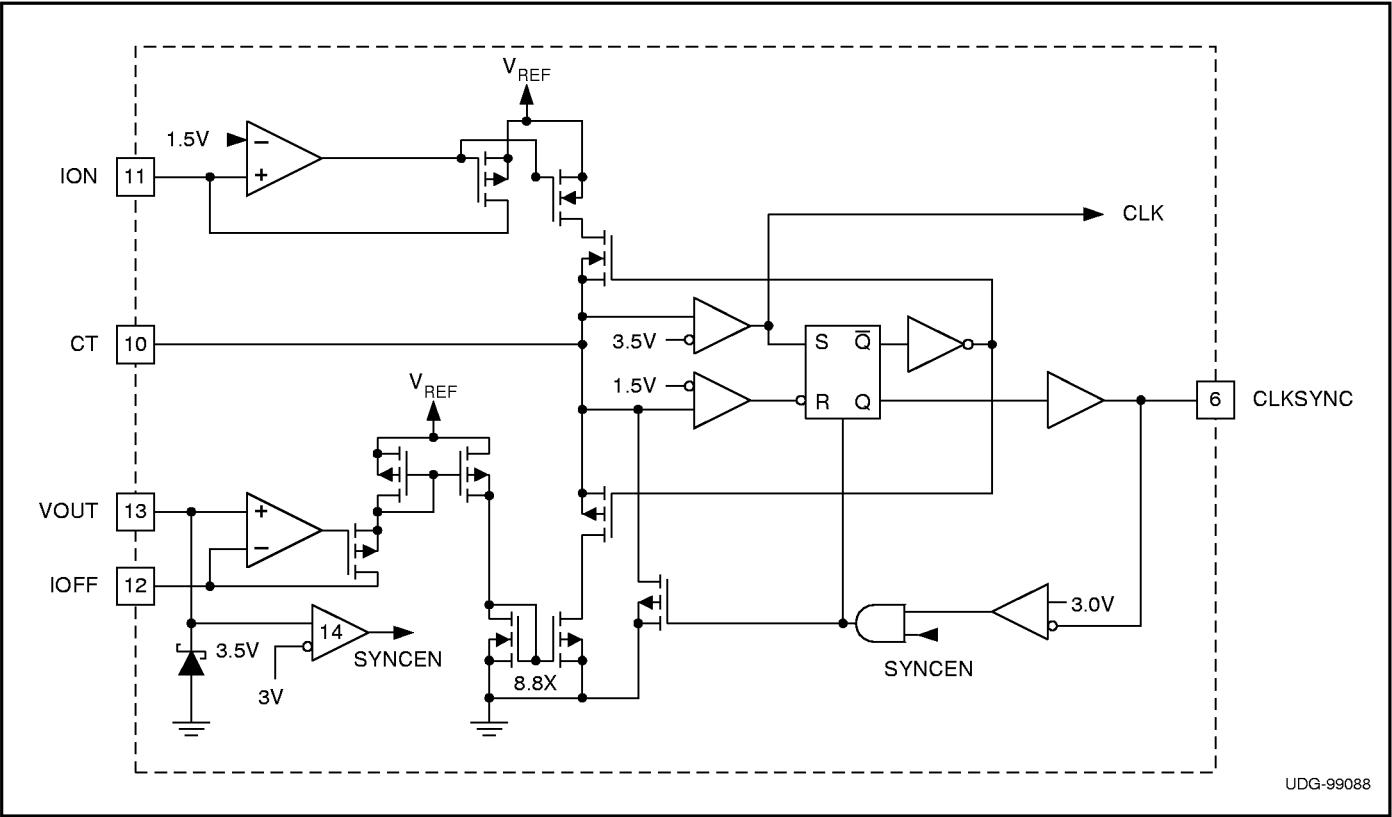 VREF
1.5V
−
+
ION
11
CLK
CT
10
3.5V
S
Q̅
1.5V
R
Q
VREF
6
CLKSYNC
VOUT
13
+
−
IOFF
12
3.0V
14
3.5V
SYNCEN
3V
8.8X
SYNCEN
UDG-99088